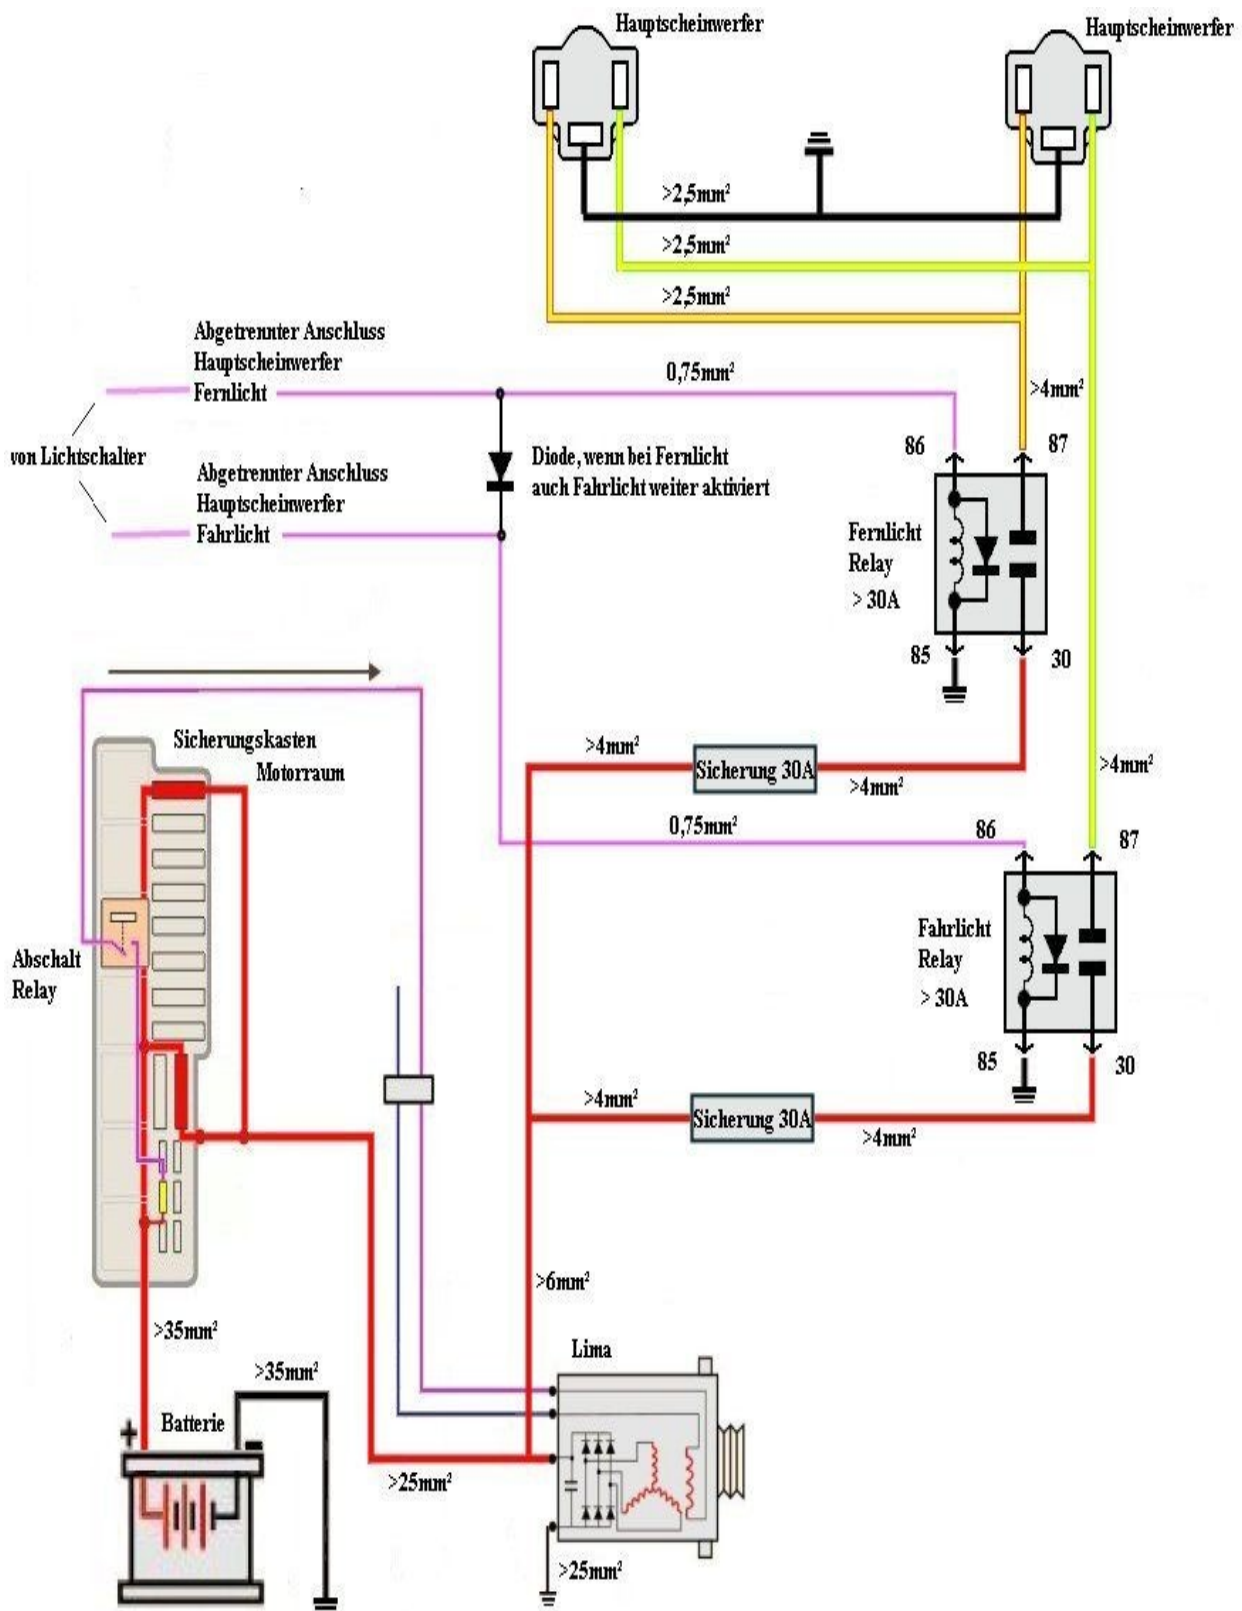 Hauptscheinwerfer
Hauptscheinwerfer
>2,5mm²
>2,5mm²
>2,5mm²
Abgetrennter Anschluss
Hauptscheinwerfer
Fernlicht
0,75mm²
>4mm²
von Lichtschalter
Abgetrennter Anschluss
Hauptscheinwerfer
Fahrlicht
Diode, wenn bei Fernlicht
auch Fahrlicht weiter aktiviert
86
87
Fernlicht
Relay
> 30A
85
30
Sicherungskasten
Motorraum
>4mm²
Sicherung 30A
>4mm²
>4mm²
0,75mm²
86
87
Abschalt
Relay
Fahrlicht
Relay
> 30A
85
30
>4mm²
Sicherung 30A
>4mm²
>6mm²
>35mm²
>35mm²
Lima
+
Batterie
-
>25mm²
>25mm²